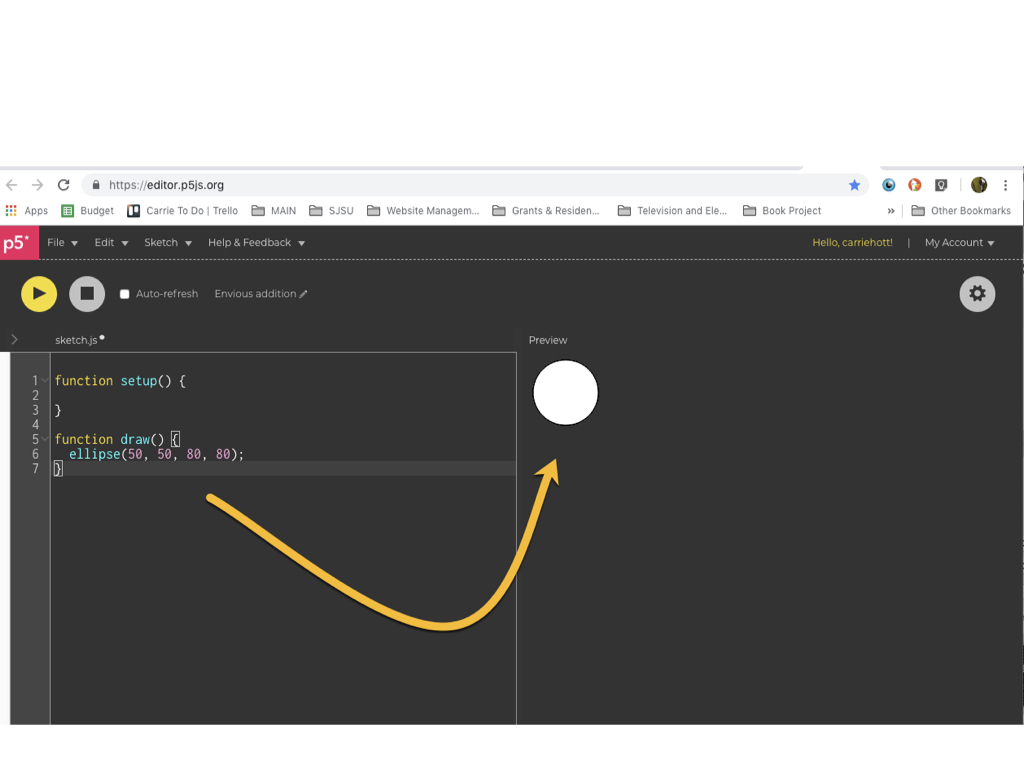 https://editor.p5js.org
Apps Budget Carrie To Do | Trello MAIN SJSU Website Managem... Grants & Residen... Television and Ele... Book Project » Other Bookmarks
p5* File Edit Sketch Help & Feedback Hello, carriehott! | My Account
Auto-refresh Envious addition
sketch.js Preview
1 function setup() {
2
3 }
4
5 function draw() {
6 ellipse(50, 50, 80, 80);
7 }